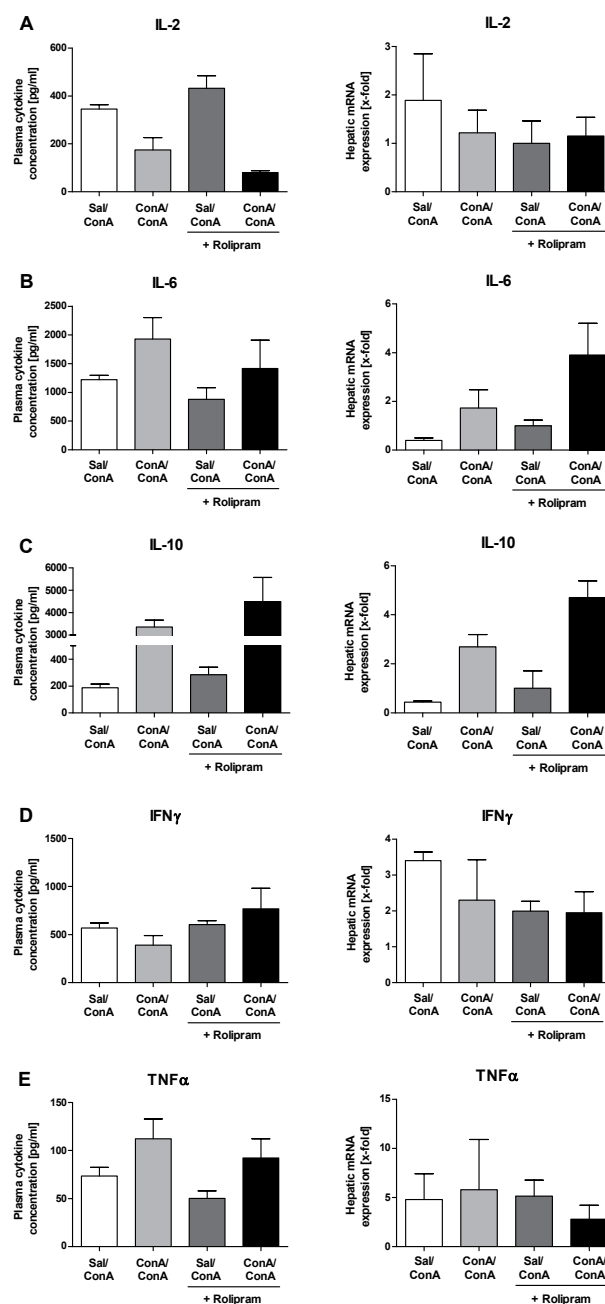 A
IL-2
Plasma cytokine
concentration [pg/ml]
600
400
200
0
Sal/
ConA
ConA/
ConA
Sal/
ConA
ConA/
ConA
+ Rolipram
IL-2
Hepatic mRNA
expression [x-fold]
3
2
1
0
Sal/
ConA
ConA/
ConA
Sal/
ConA
ConA/
ConA
+ Rolipram
B
IL-6
Plasma cytokine
concentration [pg/ml]
2500
2000
1500
1000
500
0
Sal/
ConA
ConA/
ConA
Sal/
ConA
ConA/
ConA
+ Rolipram
IL-6
Hepatic mRNA
expression [x-fold]
6
4
2
0
Sal/
ConA
ConA/
ConA
Sal/
ConA
ConA/
ConA
+ Rolipram
C
IL-10
Plasma cytokine
concentration [pg/ml]
6000
5000
4000
3000
400
200
0
Sal/
ConA
ConA/
ConA
Sal/
ConA
ConA/
ConA
+ Rolipram
IL-10
Hepatic mRNA
expression [x-fold]
6
4
2
0
Sal/
ConA
ConA/
ConA
Sal/
ConA
ConA/
ConA
+ Rolipram
D
IFNγ
Plasma cytokine
concentration [pg/ml]
1500
1000
500
0
Sal/
ConA
ConA/
ConA
Sal/
ConA
ConA/
ConA
+ Rolipram
IFNγ
Hepatic mRNA
expression [x-fold]
4
3
2
1
0
Sal/
ConA
ConA/
ConA
Sal/
ConA
ConA/
ConA
+ Rolipram
E
TNFα
Plasma cytokine
concentration [pg/ml]
150
100
50
0
Sal/
ConA
ConA/
ConA
Sal/
ConA
ConA/
ConA
+ Rolipram
TNFα
Hepatic mRNA
expression [x-fold]
15
10
5
0
Sal/
ConA
ConA/
ConA
Sal/
ConA
ConA/
ConA
+ Rolipram